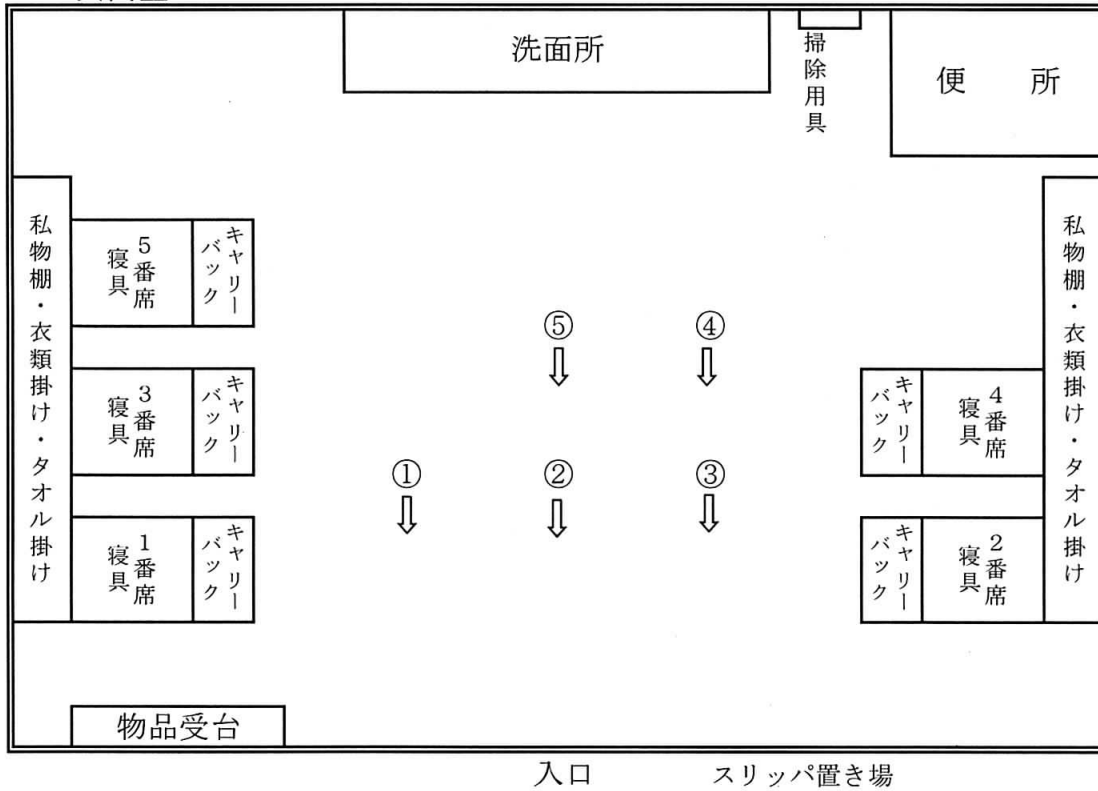 洗面所
掃除用具
便所
私物棚・衣類掛け・タオル掛け
5番席
寝具
キャリー
バック
3番席
寝具
キャリー
バック
1番席
寝具
キャリー
バック
⑤
④
①
②
③
キャリー
バック
4番席
寝具
キャリー
バック
2番席
寝具
私物棚・衣類掛け・タオル掛け
物品受台
入口
スリッパ置き場